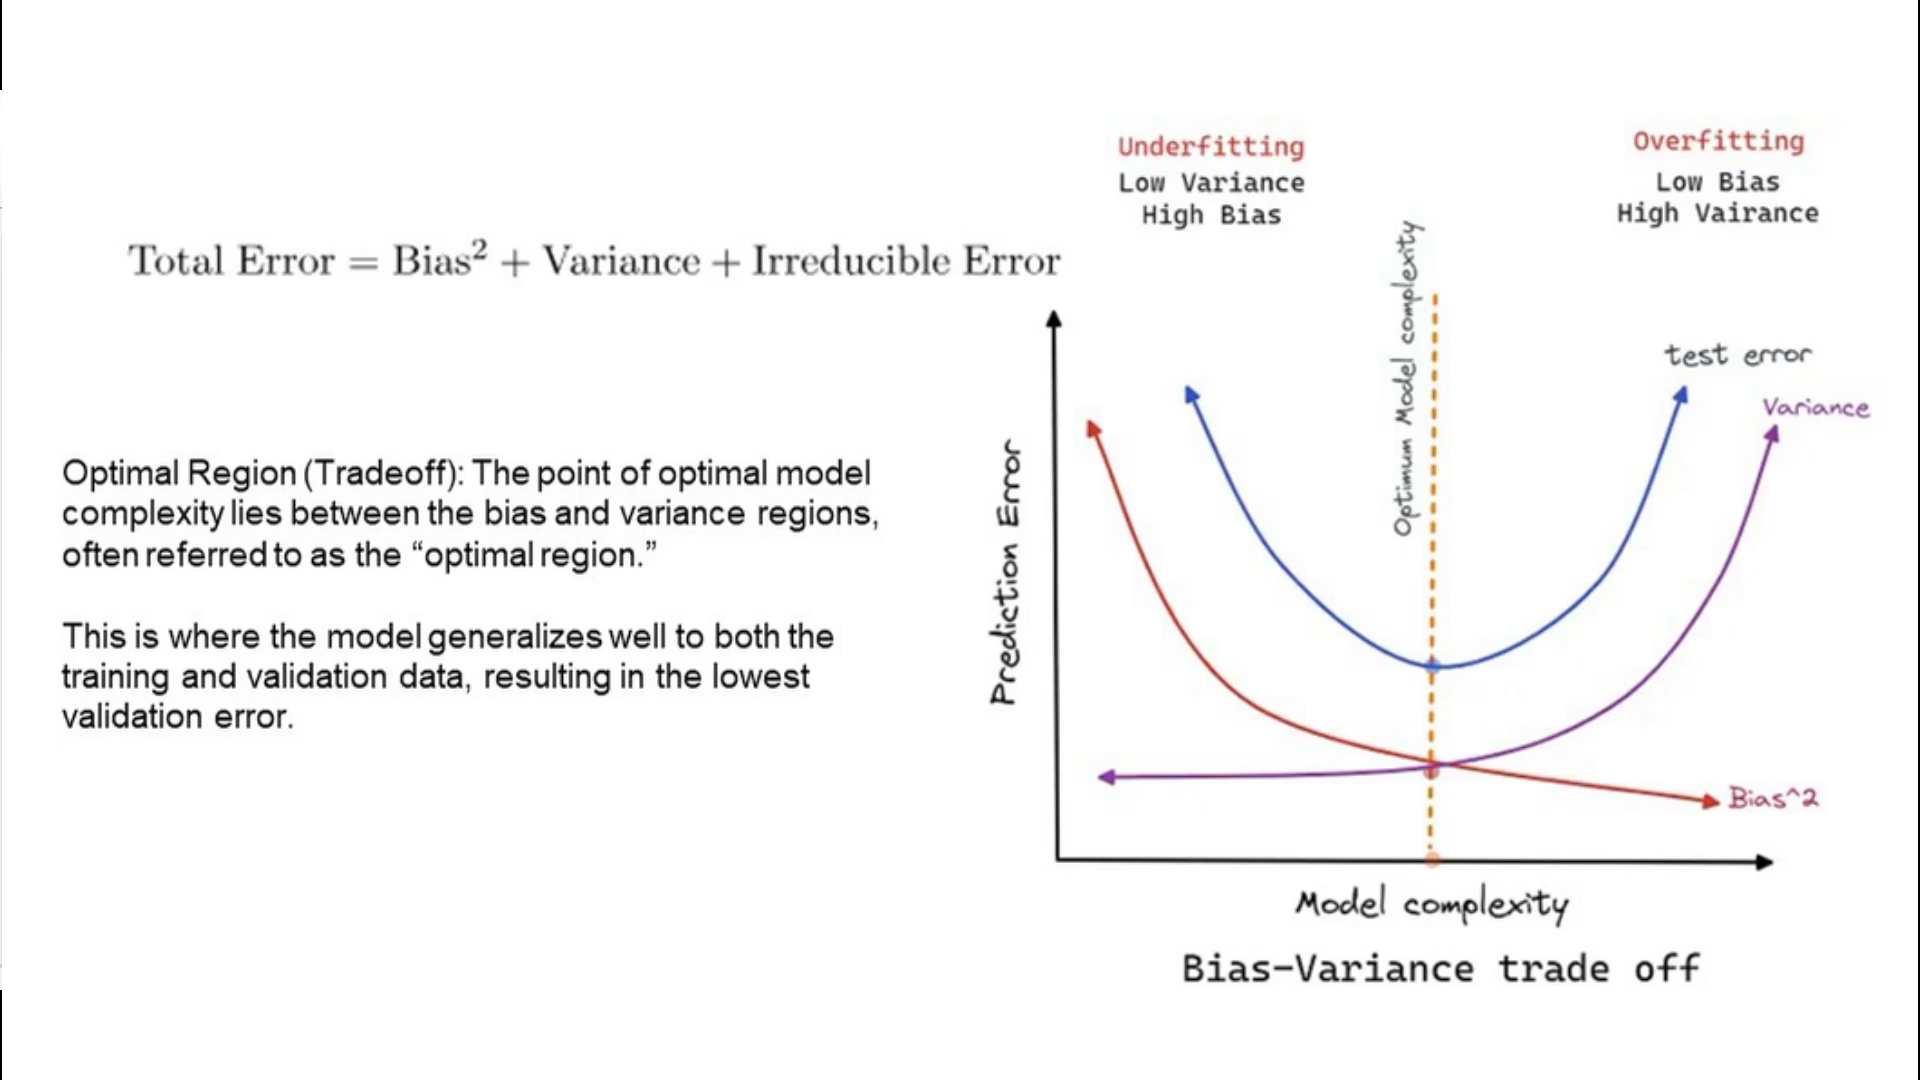 Total Error = Bias² + Variance + Irreducible Error
Optimal Region (Tradeoff): The point of optimal model
complexity lies between the bias and variance regions,
often referred to as the “optimal region.”
This is where the model generalizes well to both the
training and validation data, resulting in the lowest
validation error.
Underfitting
Low Variance
High Bias
Overfitting
Low Bias
High Vairance
Optimum Model complexity
test error
Variance
Prediction Error
Bias^2
Model complexity
Bias-Variance trade off